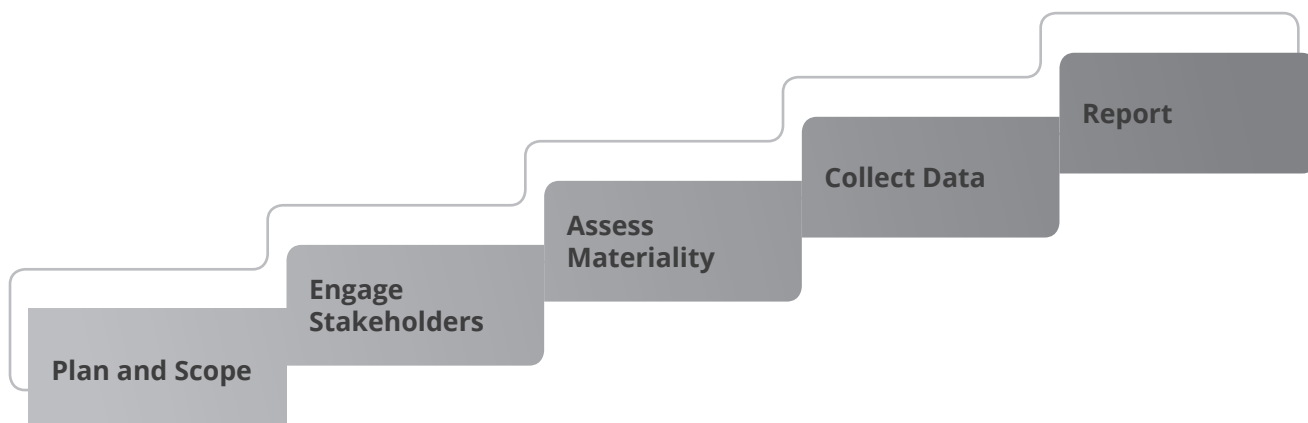 Plan and Scope
Engage
Stakeholders
Assess
Materiality
Collect Data
Report